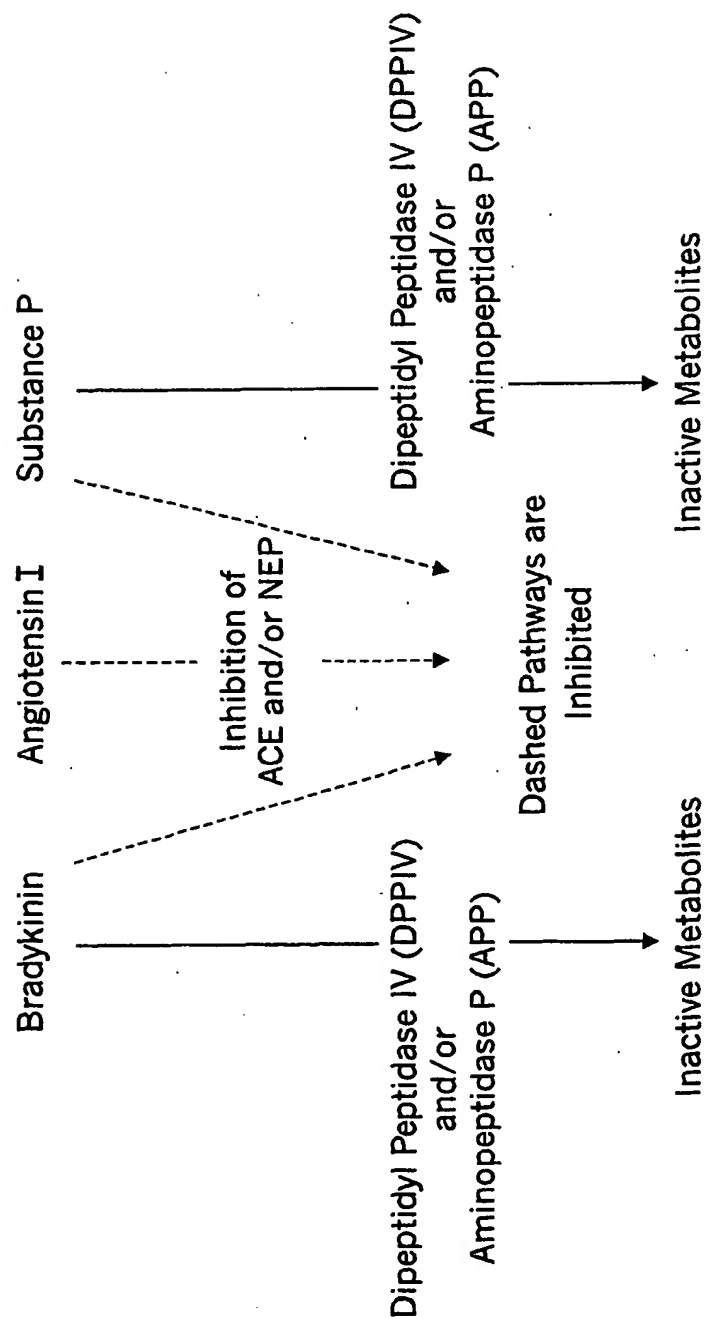 Bradykinin
Angiotensin I
Substance P
Inhibition of
ACE and/or NEP
Dipeptidyl Peptidase IV (DPPIV)
and/or
Aminopeptidase P (APP)
Dipeptidyl Peptidase IV (DPPIV)
and/or
Aminopeptidase P (APP)
Dashed Pathways are
Inhibited
Inactive Metabolites
Inactive Metabolites